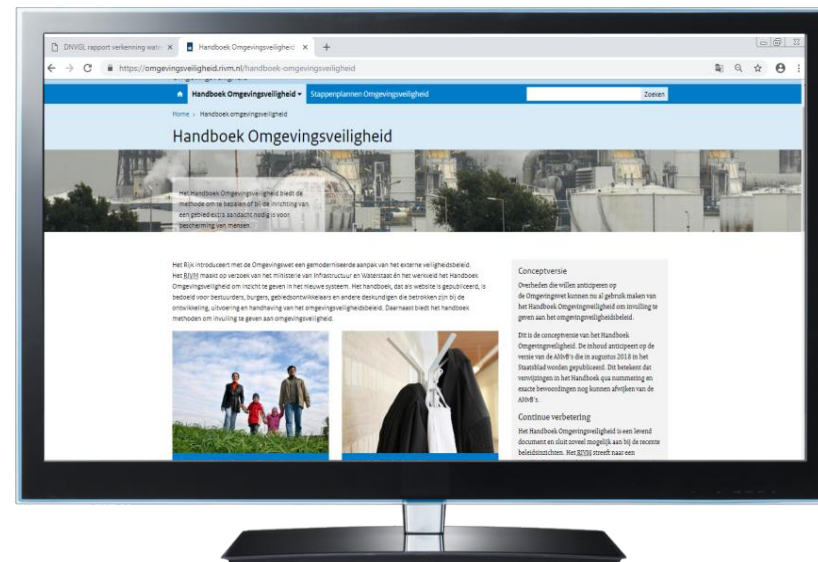 DNVGL rapport verkenning wate
Handboek Omgevingsveiligheid
https://omgevingsveiligheid.rivm.nl/handboek-omgevingsveiligheid
Handboek Omgevingsveiligheid
Stappenplannen Omgevingsveiligheid
Zoeken
Home > Handboek omgevingsveiligheid
Handboek Omgevingsveiligheid
Het Handboek Omgevingsveiligheid biedt de
methode om te bepalen of bij de inrichting van
een gebied extra aandacht nodig is voor
bescherming van mensen.
Het Rijk introduceert met de Omgevingswet een gemoderniseerde aanpak van het externe veiligheidsbeleid.
Het RIVM maakt op verzoek van het ministerie van Infrastructuur en Waterstaat én het werkveld het Handboek
Omgevingsveiligheid om inzicht te geven in het nieuwe systeem. Het handboek, dat als website is gepubliceerd, is
bedoeld voor bestuurders, burgers, gebiedsontwikkelaars en andere deskundigen die betrokken zijn bij de
ontwikkeling, uitvoering en handhaving van het omgevingsveiligheidsbeleid. Daarnaast biedt het handboek
methoden om invulling te geven aan omgevingsveiligheid.
Conceptversie
Overheden die willen anticiperen op
de Omgevingswet kunnen nu al gebruik maken van
het Handboek Omgevingsveiligheid om invulling te
geven aan het omgevingsveiligheidsbeleid.
Dit is de conceptversie van het Handboek
Omgevingsveiligheid. De inhoud anticipeert op de
versie van de AMvB's die in augustus 2018 in het
Staatsblad worden gepubliceerd. Dit betekent dat
verwijzingen in het Handboek qua nummering en
exacte bewoordingen nog kunnen afwijken van de
AMvB's.
Continue verbetering
Het Handboek Omgevingsveiligheid is een levend
document en sluit zoveel mogelijk aan bij de recente
beleidsinzichten. Het RIVM streeft naar een